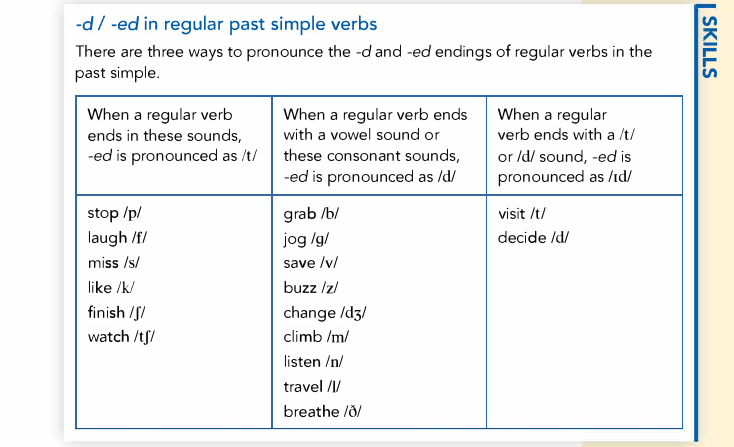 -d / -ed in regular past simple verbs
There are three ways to pronounce the -d and -ed endings of regular verbs in the
past simple.
When a regular verb
ends in these sounds,
-ed is pronounced as /t/
When a regular verb ends
with a vowel sound or
these consonant sounds,
-ed is pronounced as /d/
When a regular
verb ends with a /t/
or /d/ sound, -ed is
pronounced as /ɪd/
stop /p/
laugh /f/
miss /s/
like /k/
finish /ʃ/
watch /tʃ/
grab /b/
jog /g/
save /v/
buzz /z/
change /dʒ/
climb /m/
listen /n/
travel /l/
breathe /ð/
visit /t/
decide /d/
SKILLS